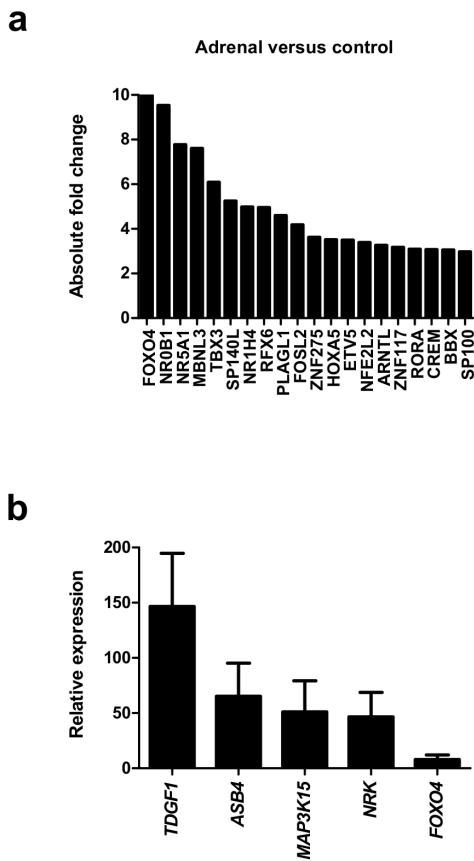 a
Adrenal versus control
Absolute fold change
10
8
6
4
2
0
FOXO4
NR0B1
NR5A1
MBNL3
TBX3
SP140L
NR1H4
RFX6
PLAGL1
FOSL2
ZNF275
HOXA5
ETV5
NFE2L2
ARNTL
ZNF117
RORA
CREM
BBX
SP100
b
Relative expression
200
150
100
50
0
TDGF1
ASB4
MAP3K15
NRK
FOXO4